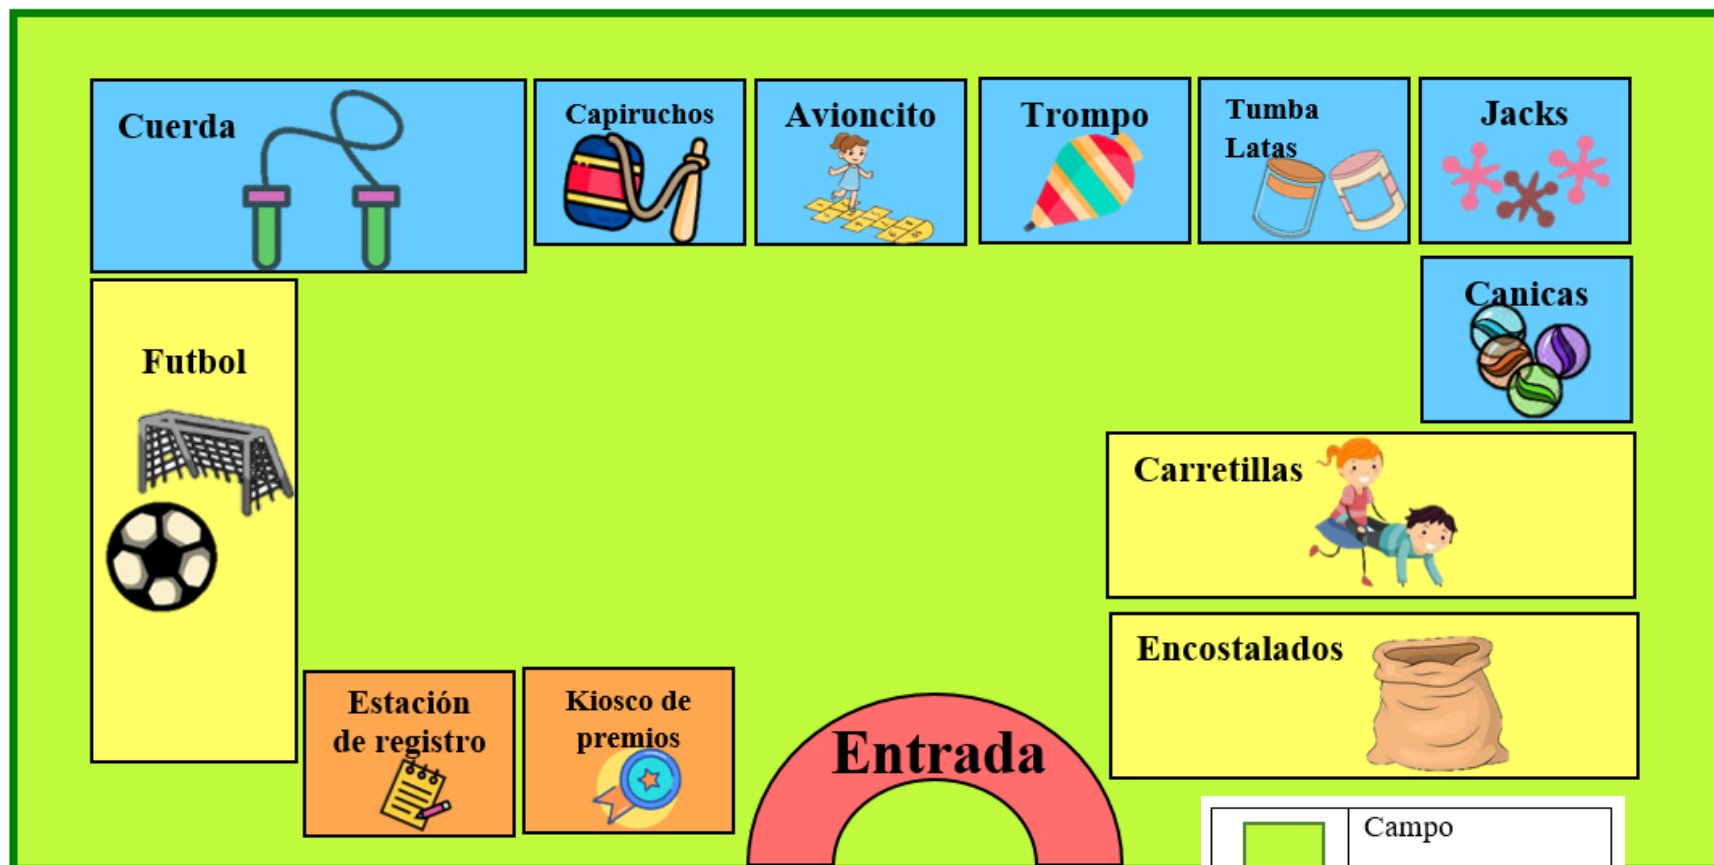 Cuerda
Capiruchos
Avioncito
Trompo
Tumba
Latas
Jacks
Canicas
Futbol
Carretillas
Encostalados
Estación
de registro
Kiosco de
premios
Entrada
Campo